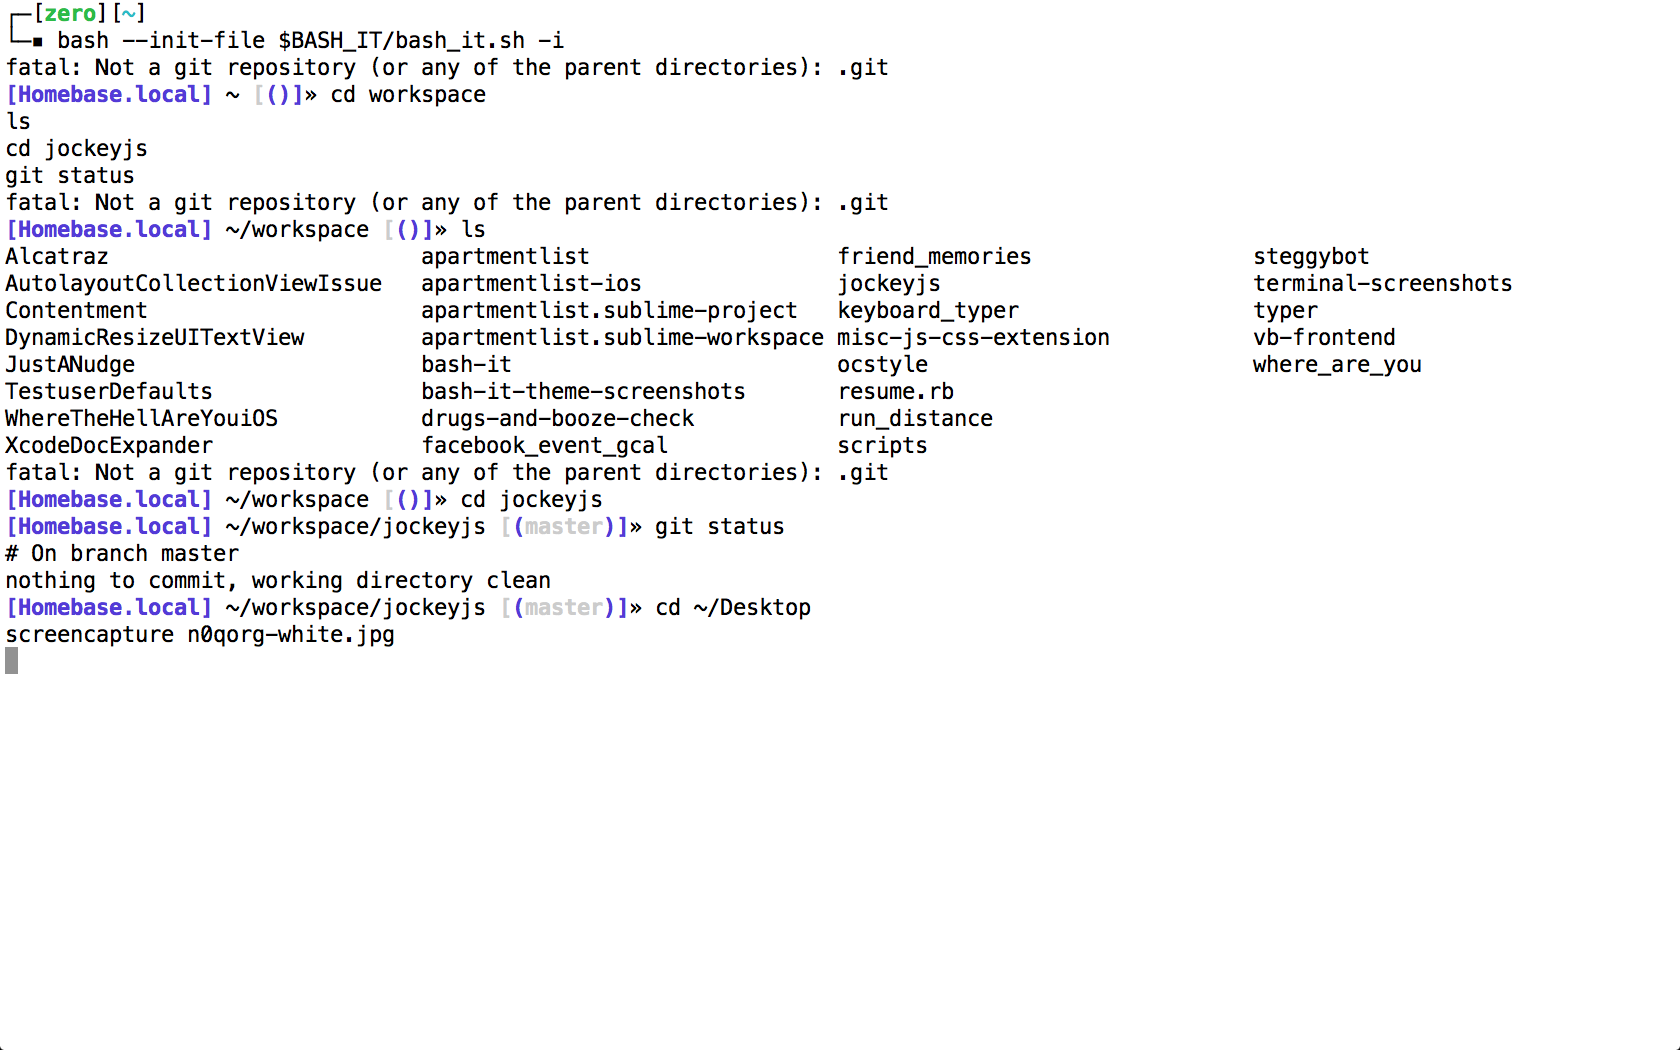 ┌─[zero][~]
└─▪ bash --init-file $BASH_IT/bash_it.sh -i
fatal: Not a git repository (or any of the parent directories): .git
[Homebase.local] ~ [()]» cd workspace
ls
cd jockeyjs
git status
fatal: Not a git repository (or any of the parent directories): .git
[Homebase.local] ~/workspace [()]» ls
Alcatraz                        apartmentlist                   friend_memories                 steggybot
AutolayoutCollectionViewIssue   apartmentlist-ios               jockeyjs                        terminal-screenshots
Contentment                     apartmentlist.sublime-project   keyboard_typer                  typer
DynamicResizeUITextView         apartmentlist.sublime-workspace misc-js-css-extension           vb-frontend
JustANudge                      bash-it                         ocstyle                         where_are_you
TestuserDefaults                bash-it-theme-screenshots       resume.rb
WhereTheHellAreYouiOS           drugs-and-booze-check           run_distance
XcodeDocExpander                facebook_event_gcal             scripts
fatal: Not a git repository (or any of the parent directories): .git
[Homebase.local] ~/workspace [()]» cd jockeyjs
[Homebase.local] ~/workspace/jockeyjs [(master)]» git status
# On branch master
nothing to commit, working directory clean
[Homebase.local] ~/workspace/jockeyjs [(master)]» cd ~/Desktop
screencapture n0qorg-white.jpg